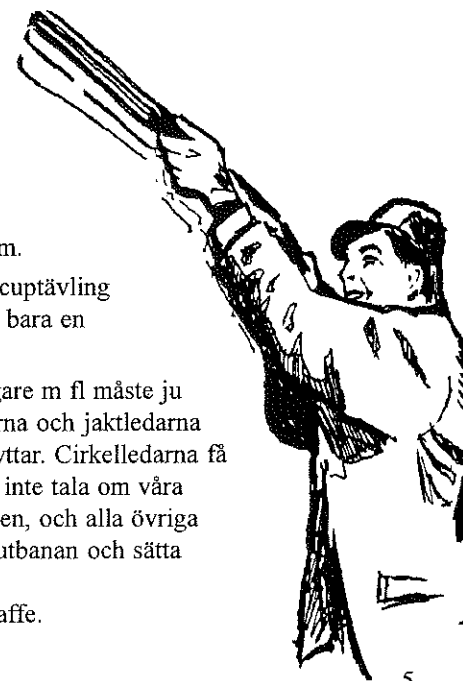 m.
cuptävling
bara en
gare m fl måste ju
rna och jaktledarna
yttar. Cirkelledarna få
inte tala om våra
en, och alla övriga
utbanan och sätta
affe.
5